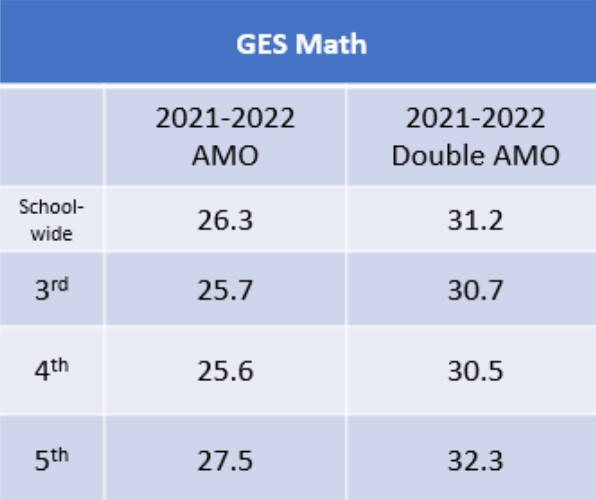 GES Math
2021-2022 2021-2022
AMO Double AMO
School-
wide 26.3 31.2
3rd 25.7 30.7
4th 25.6 30.5
5th 27.5 32.3